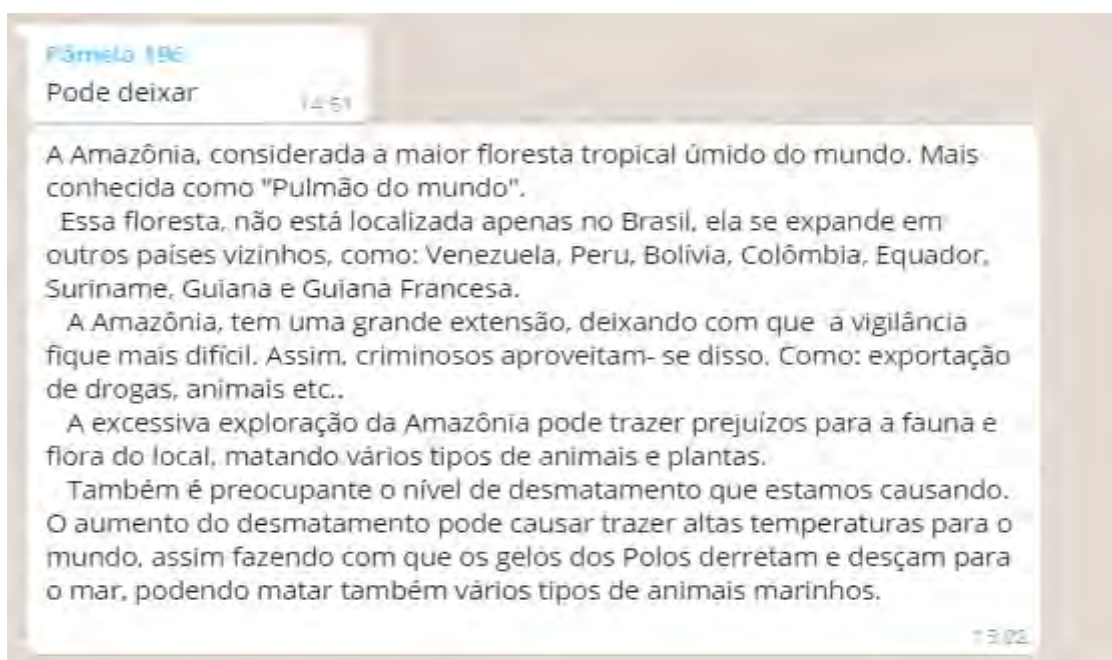 Pâmela 196
Pode deixar
14:51
A Amazônia, considerada a maior floresta tropical úmido do mundo. Mais
conhecida como "Pulmão do mundo".
Essa floresta, não está localizada apenas no Brasil, ela se expande em
outros países vizinhos, como: Venezuela, Peru, Bolívia, Colômbia, Equador,
Suriname, Guiana e Guiana Francesa.
A Amazônia, tem uma grande extensão, deixando com que a vigilância
fique mais difícil. Assim, criminosos aproveitam- se disso. Como: exportação
de drogas, animais etc..
A excessiva exploração da Amazônia pode trazer prejuízos para a fauna e
flora do local, matando vários tipos de animais e plantas.
Também é preocupante o nível de desmatamento que estamos causando.
O aumento do desmatamento pode causar trazer altas temperaturas para o
mundo, assim fazendo com que os gelos dos Polos derretam e desçam para
o mar, podendo matar também vários tipos de animais marinhos.
15:02